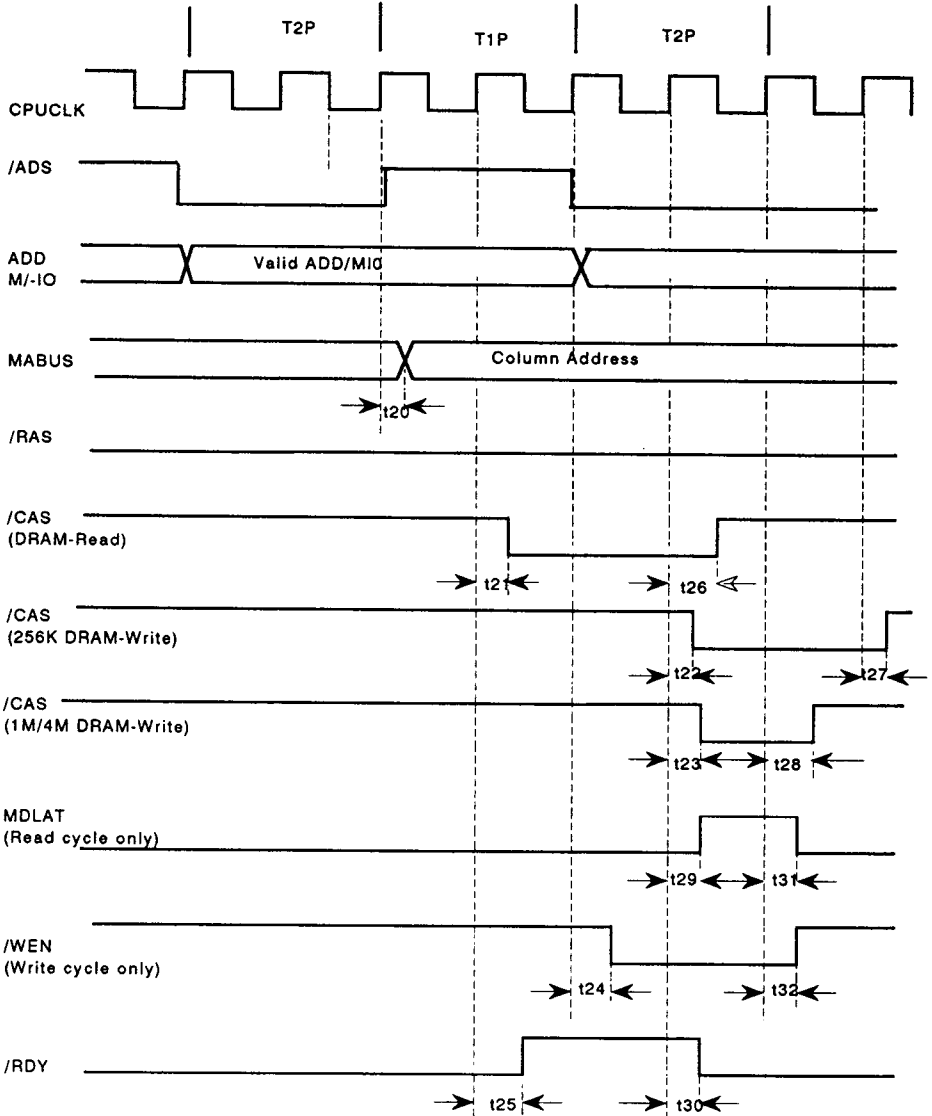 T2P
T1P
T2P
CPUCLK
/ADS
ADD
M/-IO
Valid ADD/MIO
MABUS
Column Address
t20
/RAS
/CAS
(DRAM-Read)
t21
t26
/CAS
(256K DRAM-Write)
t22
t27
/CAS
(1M/4M DRAM-Write)
t23
t28
MDLAT
(Read cycle only)
t29
t31
/WEN
(Write cycle only)
t24
t32
/RDY
t25
t30